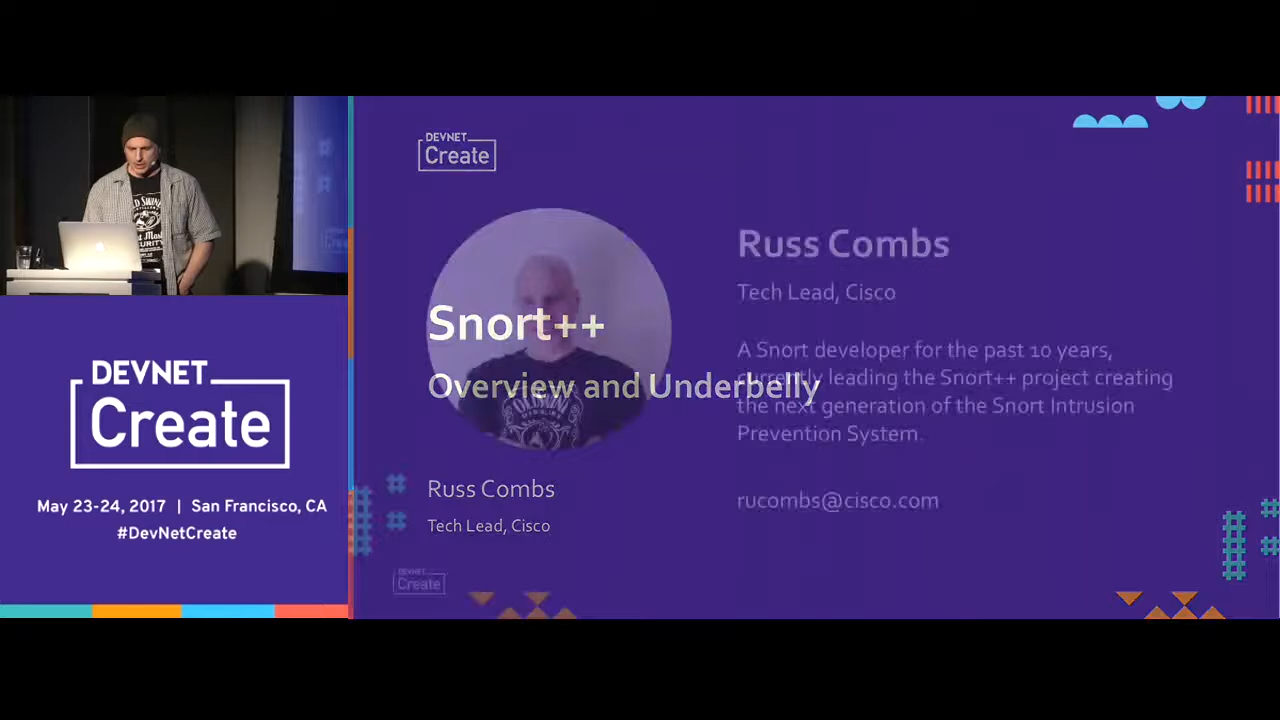 DEVNET
Create
May 23-24, 2017 | San Francisco, CA
#DevNetCreate
DEVNET
Create
Snort++
Overview and Underbelly
Russ Combs
Tech Lead, Cisco
DEVNET
Create
Russ Combs
Tech Lead, Cisco
A Snort developer for the past 10 years,
currently leading the Snort++ project creating
the next generation of the Snort Intrusion
Prevention System.
rucombs@cisco.com